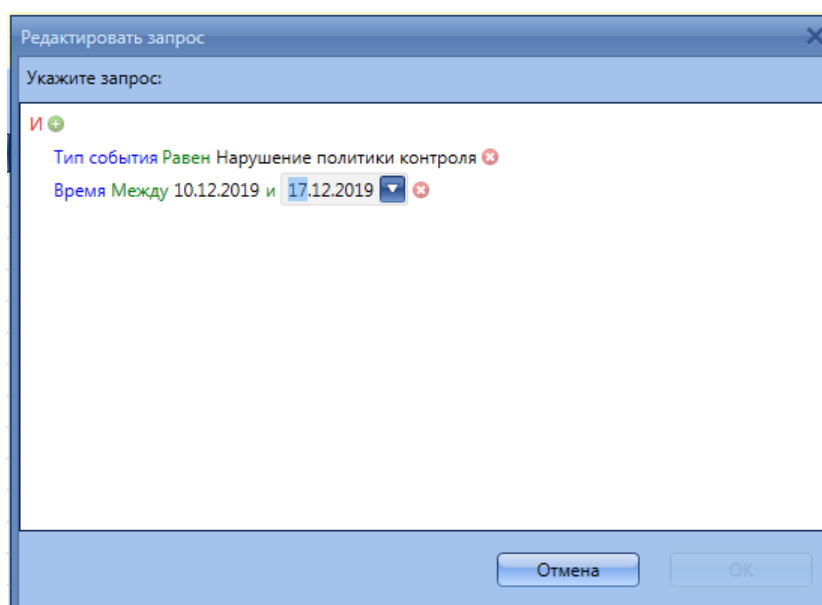 Редактировать запрос
Укажите запрос:
И
Тип события Равен Нарушение политики контроля
Время Между 10.12.2019 и 17.12.2019
Отмена ОК